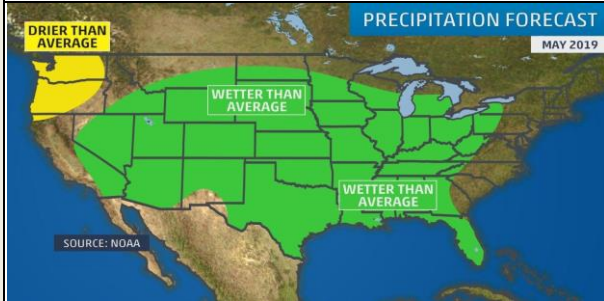 PRECIPITATION FORECAST
MAY 2019
DRIER THAN
AVERAGE
WETTER THAN
AVERAGE
WETTER THAN
AVERAGE
SOURCE: NOAA